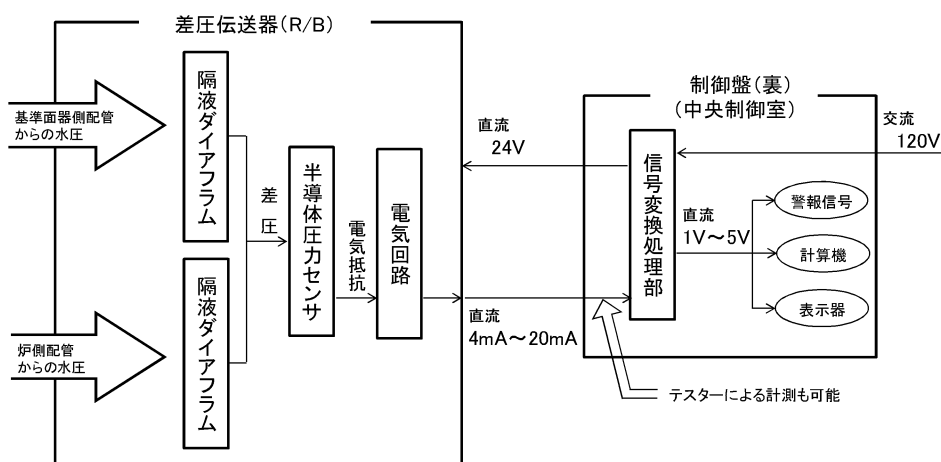 差圧伝送器(R/B)
基準面器側配管
からの水圧
隔液ダイアフラム
炉側配管
からの水圧
隔液ダイアフラム
差圧
半導体圧力センサ
電気抵抗
電気回路
直流
24V
直流
4mA～20mA
制御盤(裏)
(中央制御室)
信号変換処理部
交流
120V
直流
1V～5V
警報信号
計算機
表示器
テスターによる計測も可能